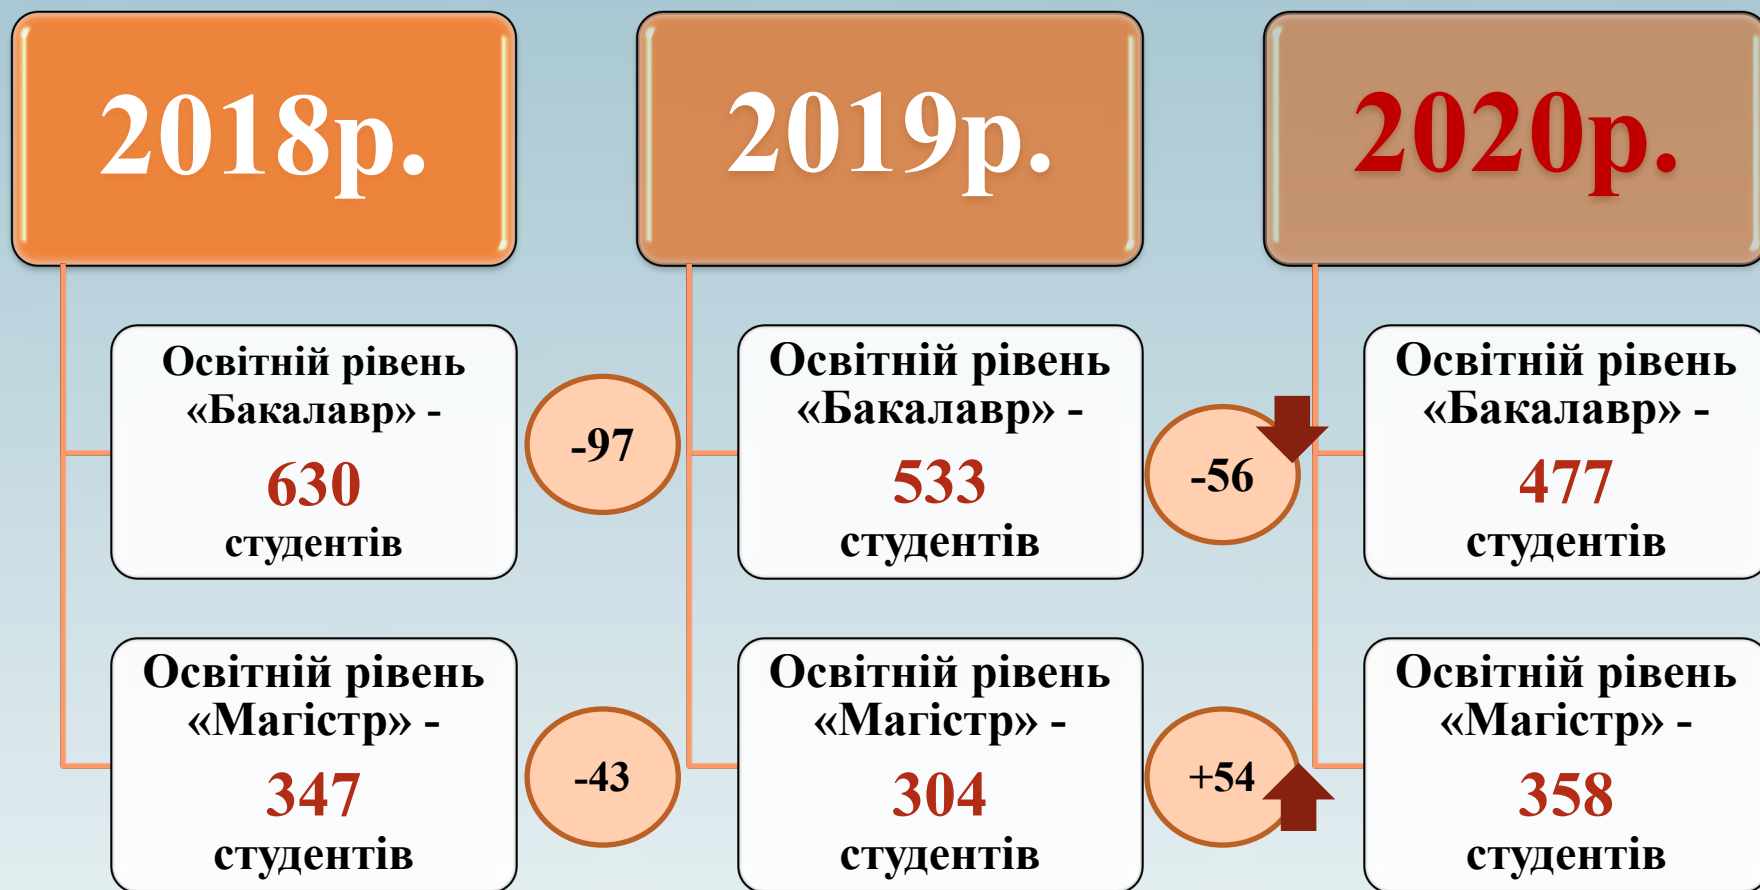 2018р.
2019р.
2020р.
Освітній рівень
«Бакалавр» -
630
студентів
-97
Освітній рівень
«Бакалавр» -
533
студентів
-56
Освітній рівень
«Бакалавр» -
477
студентів
Освітній рівень
«Магістр» -
347
студентів
-43
Освітній рівень
«Магістр» -
304
студентів
+54
Освітній рівень
«Магістр» -
358
студентів